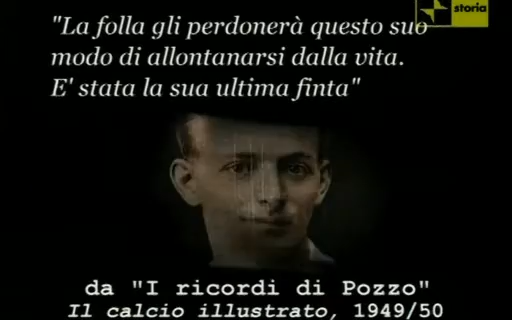 "La folla gli perdonerà questo suo
modo di allontanarsi dalla vita.
E' stata la sua ultima finta"
Rai
storia
da "I ricordi di Pozzo"
Il calcio illustrato, 1949/50